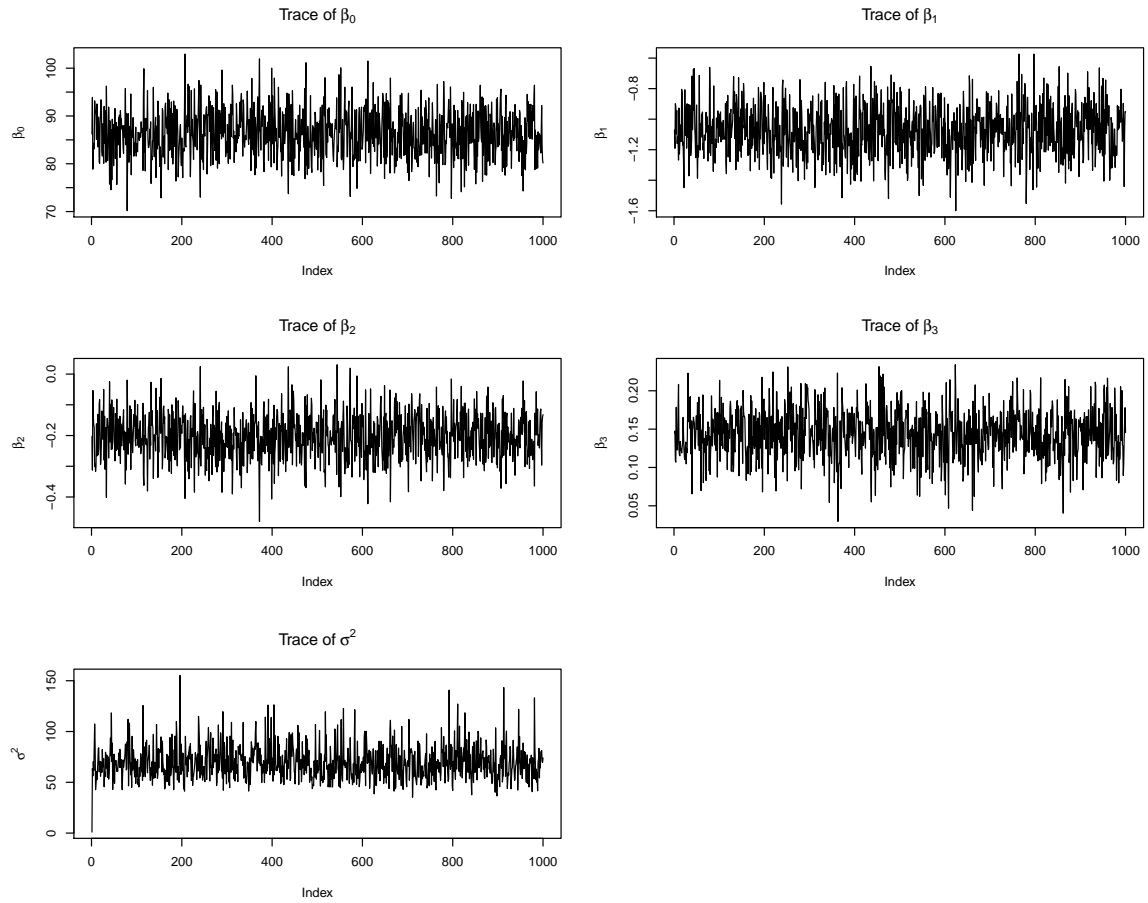 Trace of β₀
β₀
100
90
80
70
0 200 400 600 800 1000
Index
Trace of β₁
β₁
−0.8
−1.2
−1.6
0 200 400 600 800 1000
Index
Trace of β₂
β₂
0.0
−0.2
−0.4
0 200 400 600 800 1000
Index
Trace of β₃
β₃
0.20
0.15
0.10
0.05
0 200 400 600 800 1000
Index
Trace of σ²
σ²
150
100
50
0
0 200 400 600 800 1000
Index